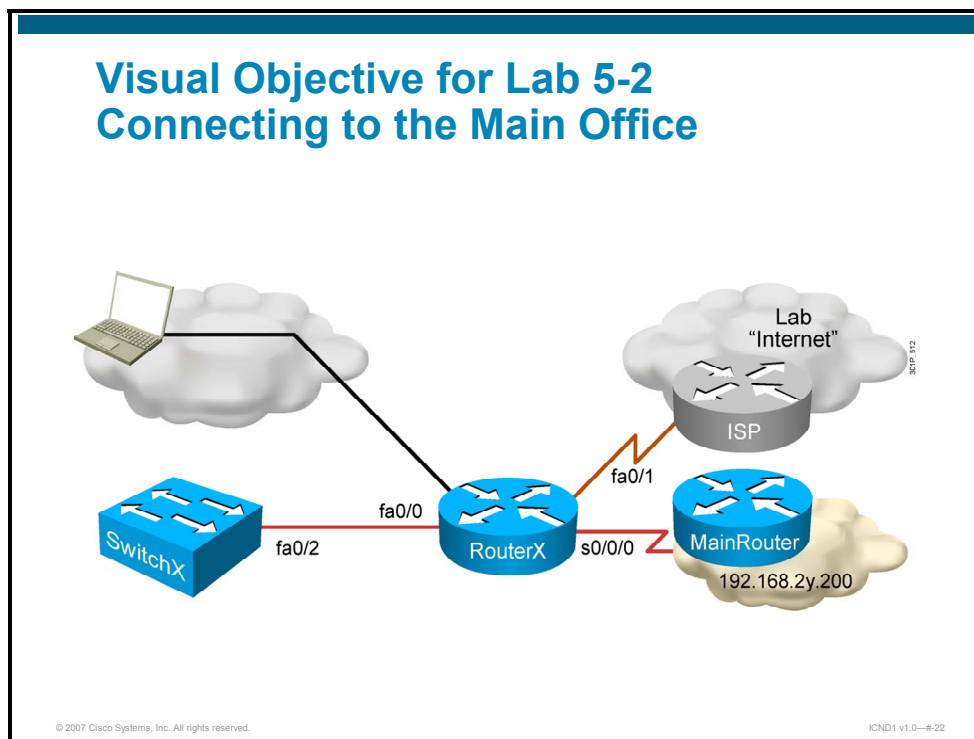 Visual Objective for Lab 5-2
Connecting to the Main Office
Lab
"Internet"
3C1P_512
ISP
fa0/1
fa0/0
SwitchX
fa0/2
RouterX
s0/0/0
MainRouter
192.168.2y.200
© 2007 Cisco Systems, Inc. All rights reserved.
ICND1 v1.0—#-22